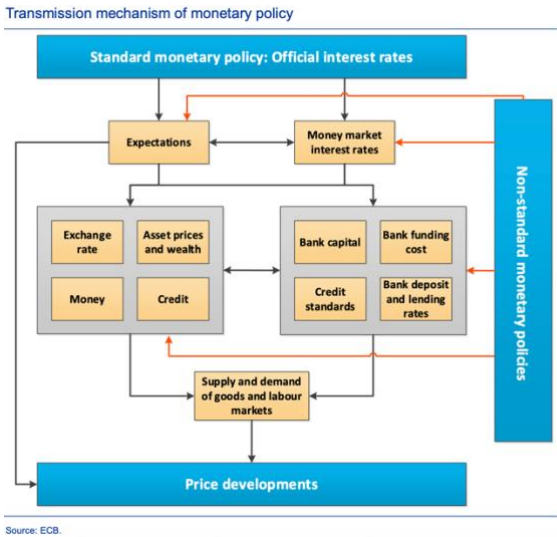 Transmission mechanism of monetary policy
Standard monetary policy: Official interest rates
Expectations
Money market
interest rates
Non-standard monetary policies
Exchange
rate
Asset prices
and wealth
Money
Credit
Bank capital
Bank funding
cost
Credit
standards
Bank deposit
and lending
rates
Supply and demand
of goods and labour
markets
Price developments
Source: ECB.